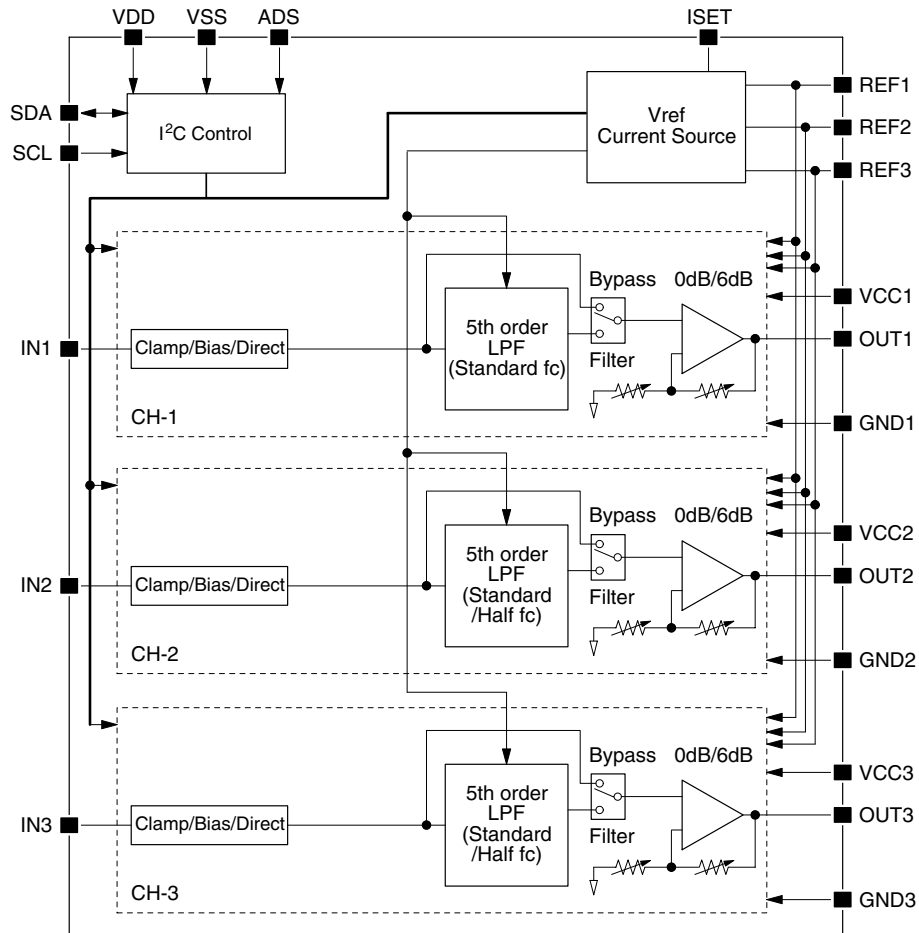 VDD VSS ADS ISET
SDA
SCL
I²C Control
Vref
Current Source
REF1
REF2
REF3
Bypass 0dB/6dB
VCC1
IN1
Clamp/Bias/Direct
5th order
LPF
(Standard fc)
Filter
OUT1
CH-1
GND1
Bypass 0dB/6dB
VCC2
IN2
Clamp/Bias/Direct
5th order
LPF
(Standard
/Half fc)
Filter
OUT2
CH-2
GND2
Bypass 0dB/6dB
VCC3
IN3
Clamp/Bias/Direct
5th order
LPF
(Standard
/Half fc)
Filter
OUT3
CH-3
GND3